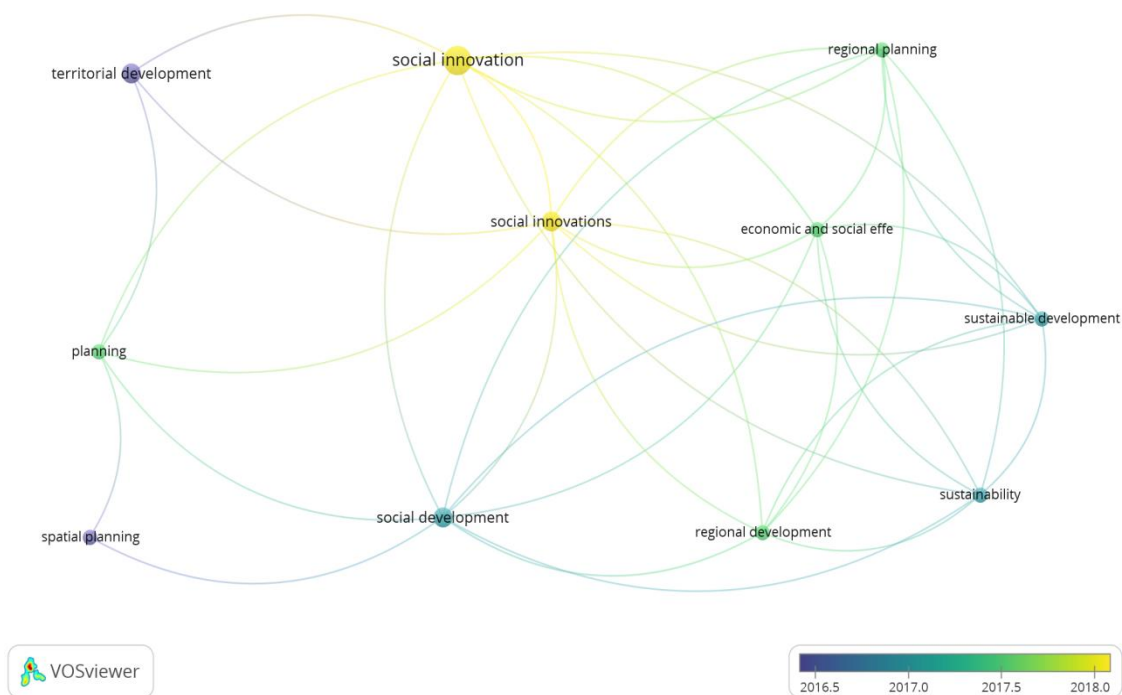 regional planning
social innovation
territorial development
social innovations
economic and social effe
sustainable development
planning
sustainability
social development
regional development
spatial planning
VOSviewer
2016.5 2017.0 2017.5 2018.0